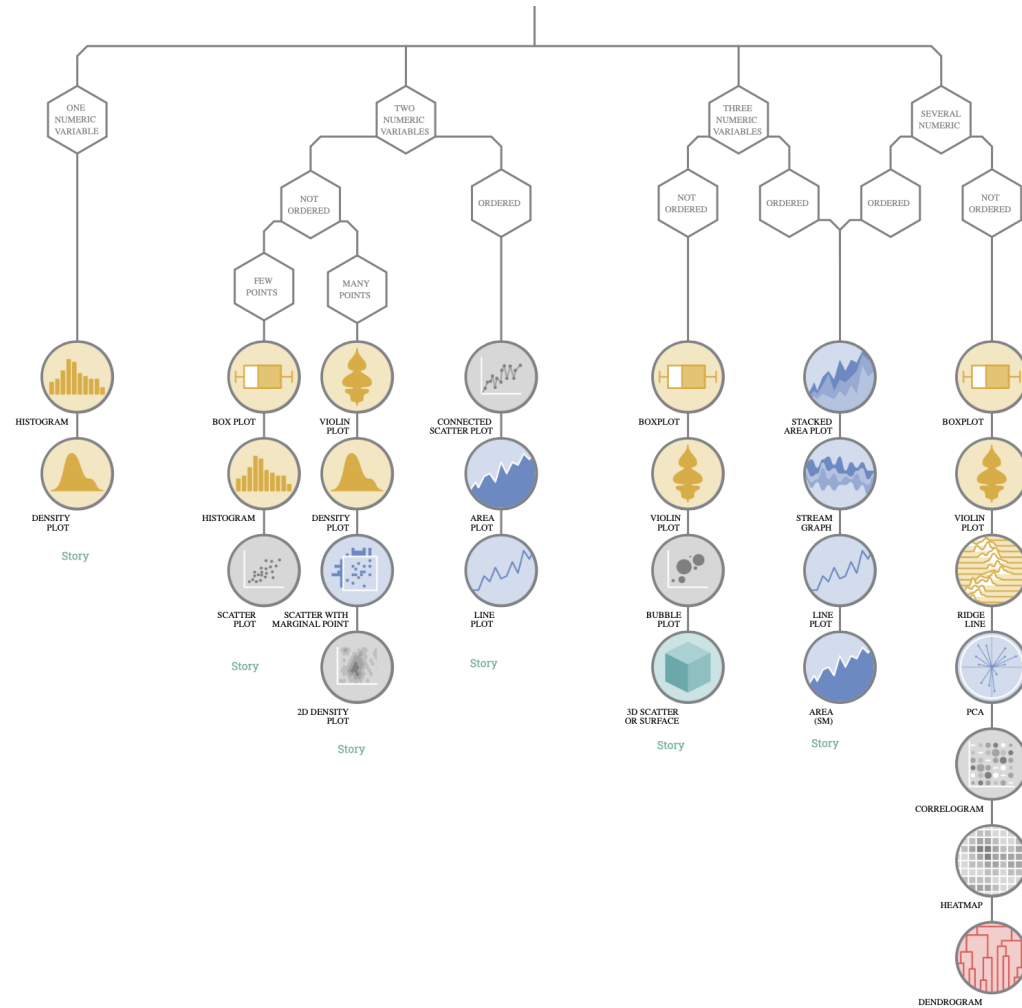 ONE
NUMERIC
VARIABLE
TWO
NUMERIC
VARIABLES
THREE
NUMERIC
VARIABLES
SEVERAL
NUMERIC
NOT
ORDERED
ORDERED
NOT
ORDERED
ORDERED
ORDERED
NOT
ORDERED
FEW
POINTS
MANY
POINTS
HISTOGRAM
DENSITY
PLOT
Story
BOX PLOT
HISTOGRAM
SCATTER
PLOT
Story
VIOLIN
PLOT
DENSITY
PLOT
SCATTER WITH
MARGINAL POINT
2D DENSITY
PLOT
Story
CONNECTED
SCATTER PLOT
AREA
PLOT
LINE
PLOT
Story
BOXPLOT
VIOLIN
PLOT
BUBBLE
PLOT
3D SCATTER
OR SURFACE
Story
STACKED
AREA PLOT
STREAM
GRAPH
LINE
PLOT
AREA
(SM)
Story
BOXPLOT
VIOLIN
PLOT
RIDGE
LINE
PCA
CORRELOGRAM
HEATMAP
DENDROGRAM